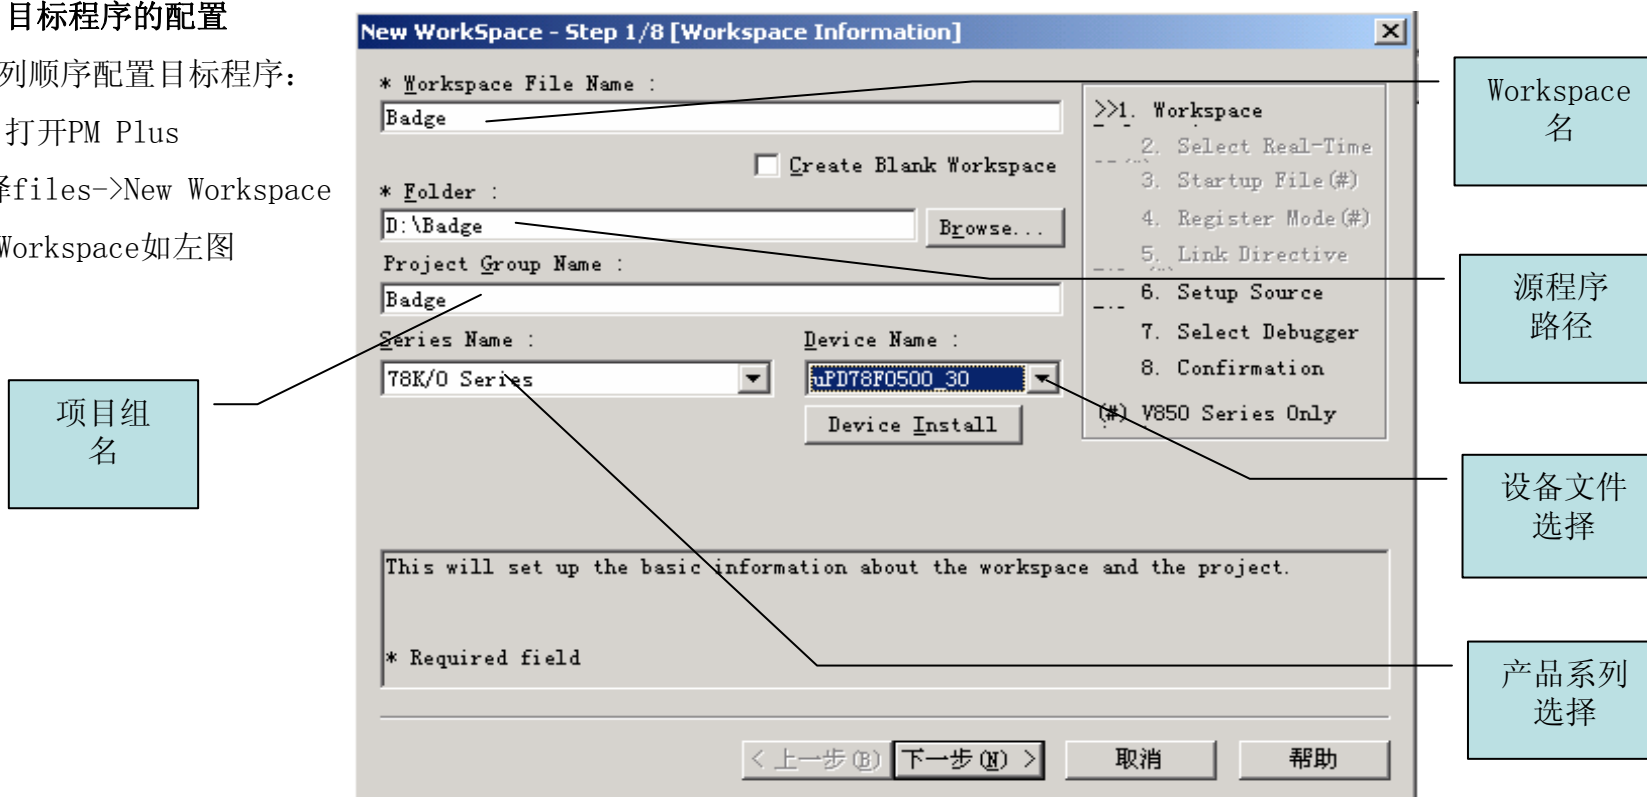 目标程序的配置
列顺序配置目标程序:
打开PM Plus
择files->New Workspace
Workspace如左图
New WorkSpace - Step 1/8 [Workspace Information]
* Workspace File Name :
Badge
Create Blank Workspace
* Folder :
D:\Badge
Browse...
Project Group Name :
Badge
Series Name :
Device Name :
78K/0 Series
uPD78F0500_30
Device Install
>>1. Workspace
2. Select Real-Time
3. Startup File(#)
4. Register Mode(#)
5. Link Directive
6. Setup Source
7. Select Debugger
8. Confirmation
(#) V850 Series Only
This will set up the basic information about the workspace and the project.
* Required field
< 上一步(B)
下一步(N) >
取消
帮助
项目组
名
Workspace
名
源程序
路径
设备文件
选择
产品系列
选择